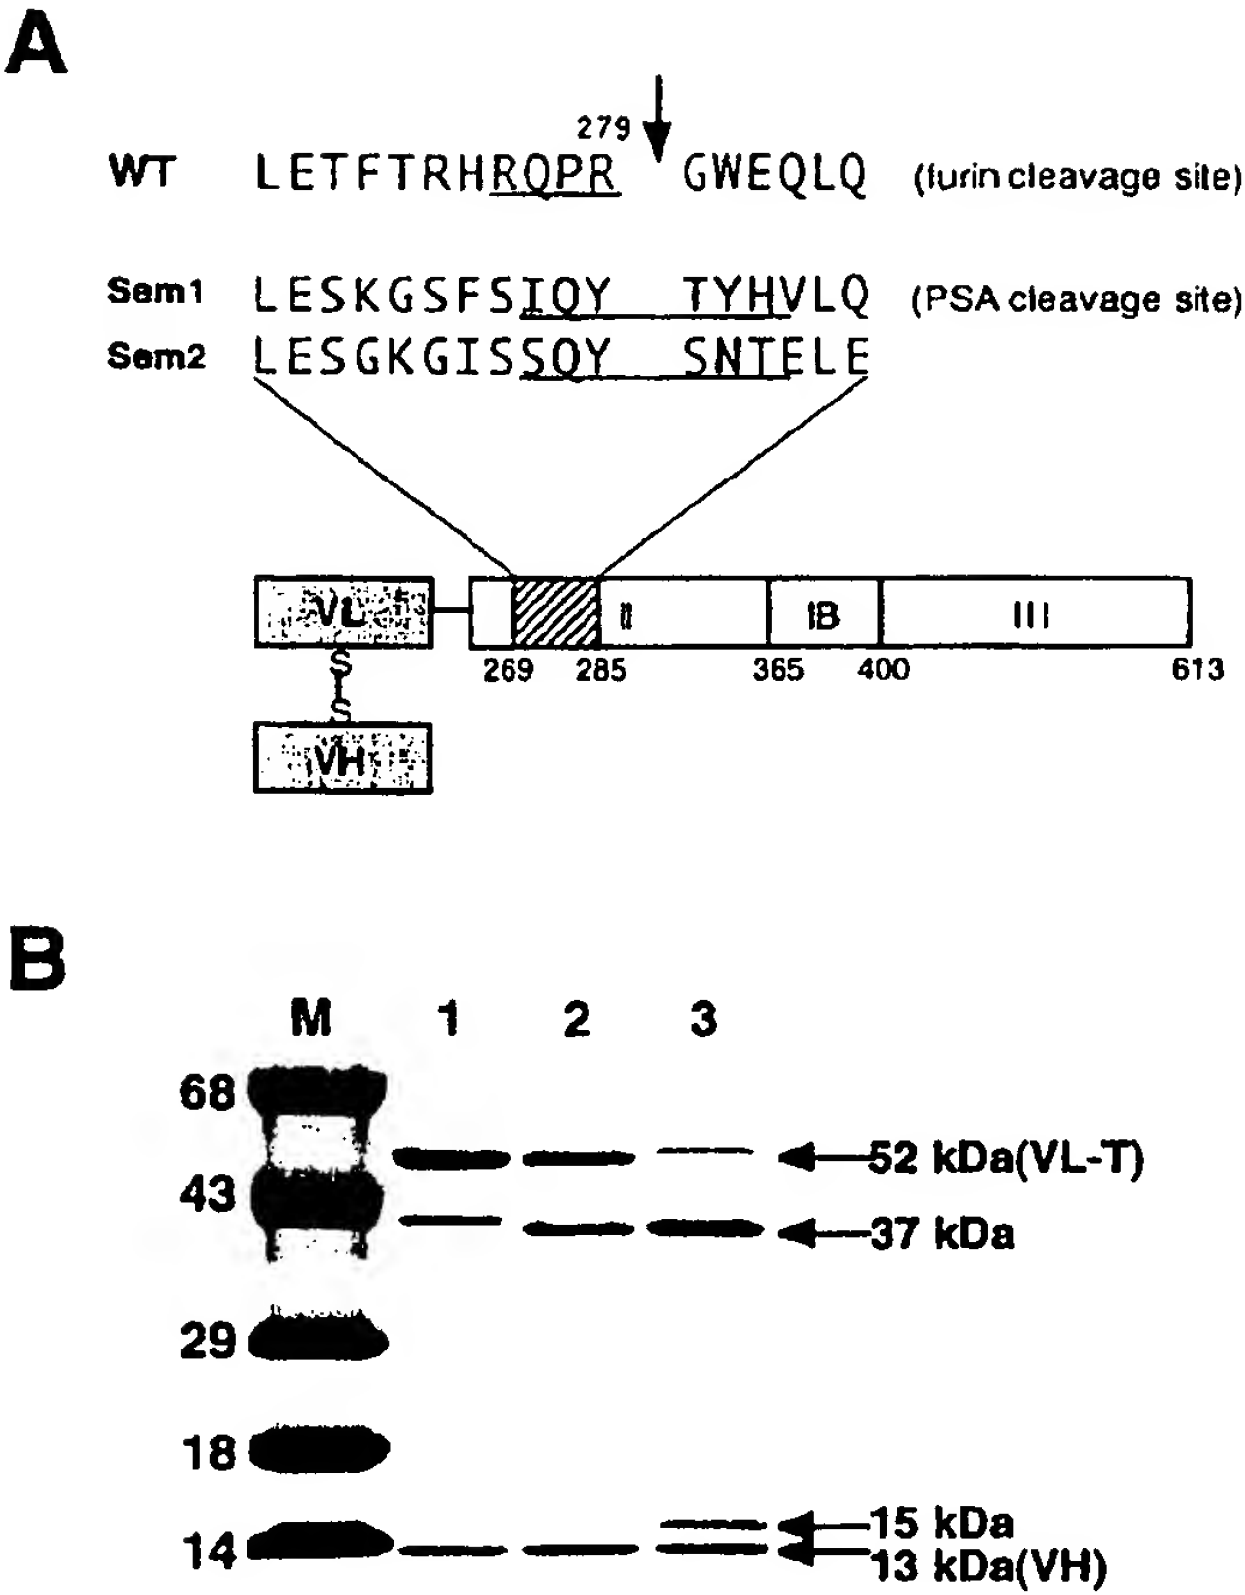 A
279
WT LETFTRHRQPR GWEQLQ (furin cleavage site)
Sem1 LESKGSFSIQY TYHVLQ (PSA cleavage site)
Sem2 LESGKGISSQY SNTELE
VL II IB III
S 269 285 365 400 613
S
VH
B
M 1 2 3
68
52 kDa(VL-T)
43
37 kDa
29
18
15 kDa
14
13 kDa(VH)